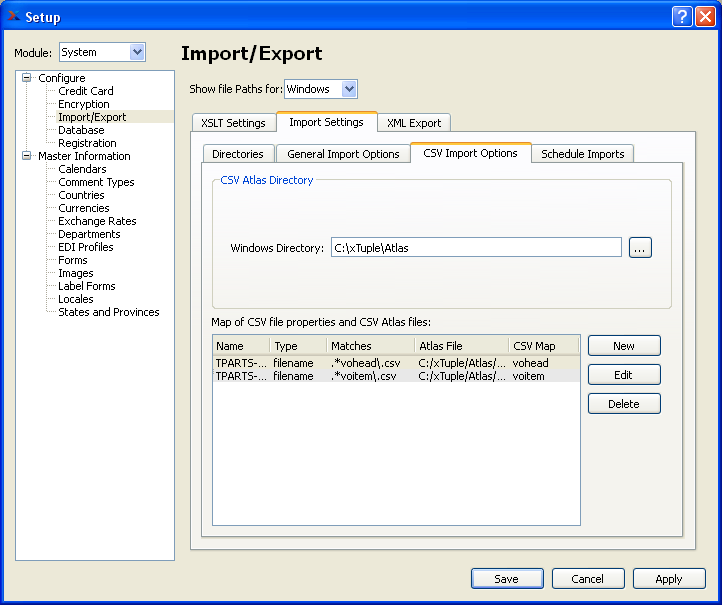 Setup
Module: System
Import/Export
Configure
Credit Card
Encryption
Import/Export
Database
Registration
Master Information
Calendars
Comment Types
Countries
Currencies
Exchange Rates
Departments
EDI Profiles
Forms
Images
Label Forms
Locales
States and Provinces
Show file Paths for: Windows
XSLT Settings Import Settings XML Export
Directories General Import Options CSV Import Options Schedule Imports
CSV Atlas Directory
Windows Directory: C:\xTuple\Atlas ...
Map of CSV file properties and CSV Atlas files:
Name Type Matches Atlas File CSV Map
TPARTS-... filename .*vohead\.csv C:/xTuple/Atlas/... vohead
TPARTS-... filename .*voitem\.csv C:/xTuple/Atlas/... voitem
New
Edit
Delete
Save Cancel Apply